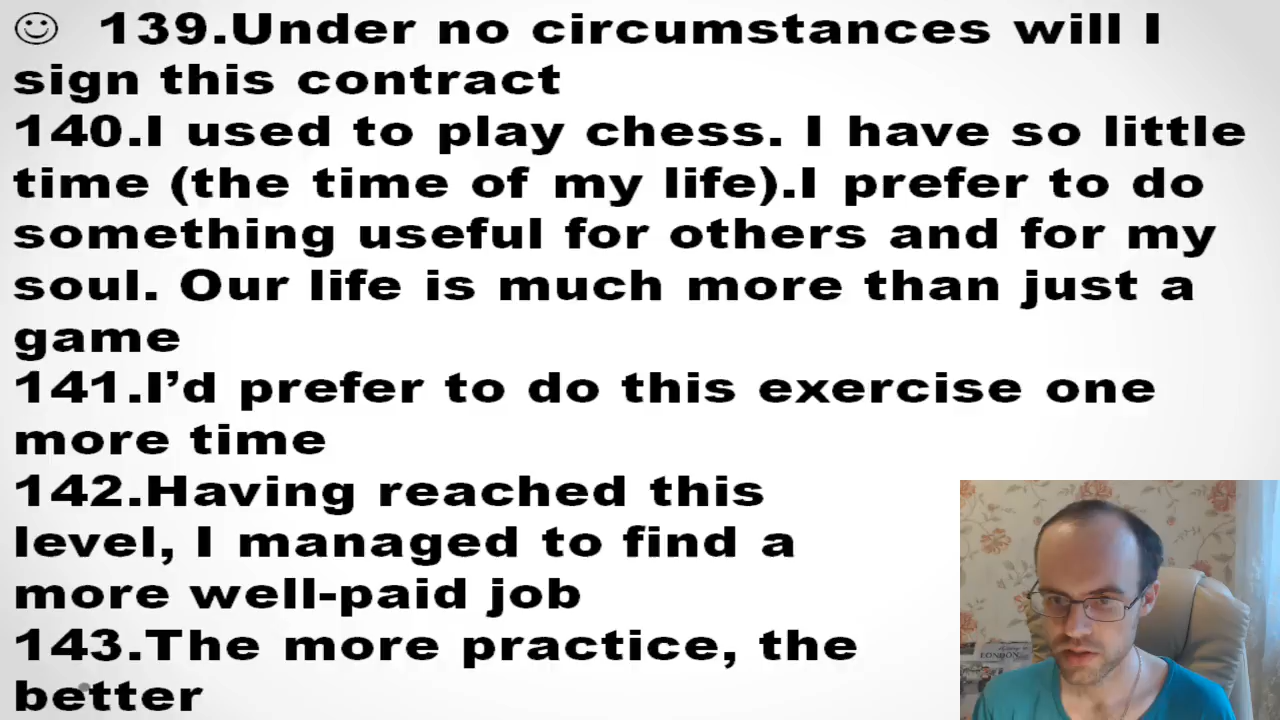 ☺ 139.Under no circumstances will I
sign this contract
140.I used to play chess. I have so little
time (the time of my life).I prefer to do
something useful for others and for my
soul. Our life is much more than just a
game
141.I’d prefer to do this exercise one
more time
142.Having reached this
level, I managed to find a
more well-paid job
143.The more practice, the
better
LONDON